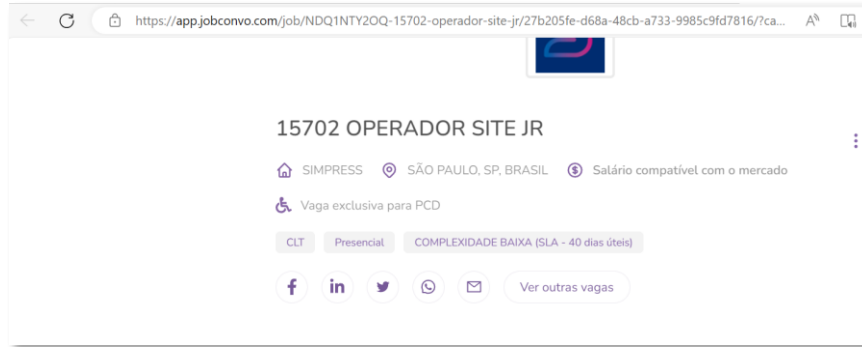 https://app.jobconvo.com/job/NDQ1NTY2OQ-15702-operador-site-jr/27b205fe-d68a-48cb-a733-9985c9fd7816/?ca...
15702 OPERADOR SITE JR
SIMPRESS SÃO PAULO, SP, BRASIL Salário compatível com o mercado
Vaga exclusiva para PCD
CLT Presencial COMPLEXIDADE BAIXA (SLA - 40 dias úteis)
Ver outras vagas